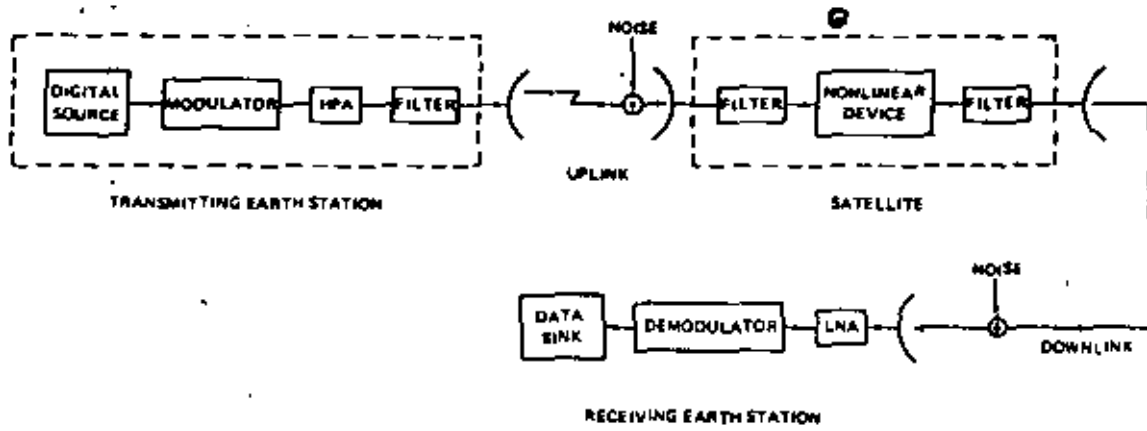 NOISE
DIGITAL
SOURCE
MODULATOR
HPA
FILTER
FILTER
NONLINEAR
DEVICE
FILTER
UPLINK
TRANSMITTING EARTH STATION
SATELLITE
NOISE
DATA
SINK
DEMODULATOR
LNA
DOWNLINK
RECEIVING EARTH STATION